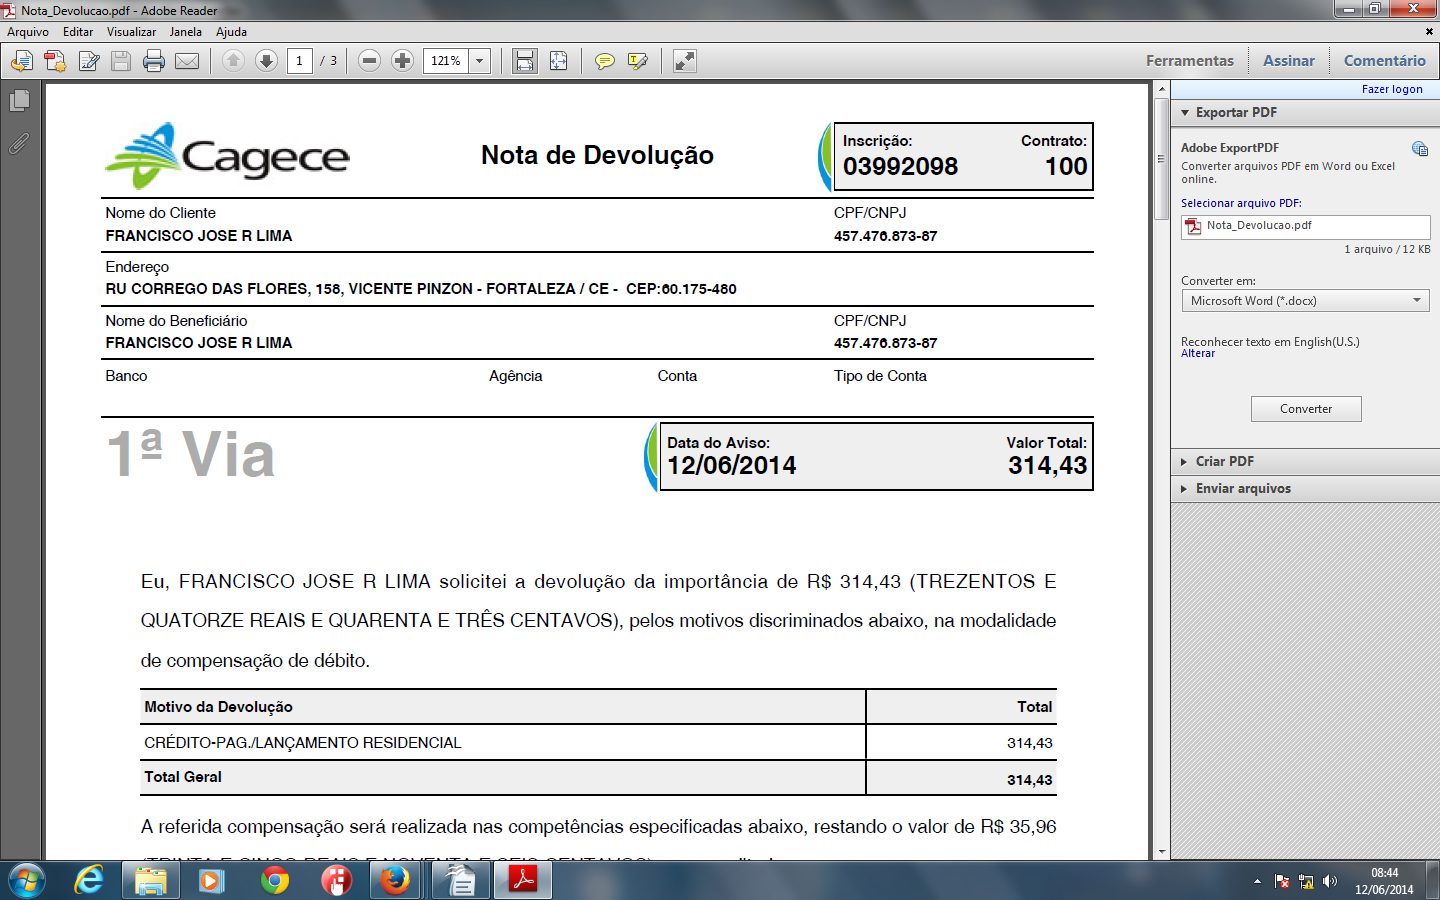 Nota_Devolucao.pdf - Adobe Reader
Arquivo Editar Visualizar Janela Ajuda
1 / 3 121% Ferramentas Assinar Comentário
Fazer logon
Exportar PDF
Adobe ExportPDF
Converter arquivos PDF em Word ou Excel
online.
Selecionar arquivo PDF:
Nota_Devolucao.pdf
1 arquivo / 12 KB
Converter em:
Microsoft Word (*.docx)
Reconhecer texto em English(U.S.)
Alterar
Converter
Criar PDF
Enviar arquivos
Cagece
Nota de Devolução
Inscrição: Contrato:
03992098 100
Nome do Cliente CPF/CNPJ
FRANCISCO JOSE R LIMA 457.476.873-87
Endereço
RU CORREGO DAS FLORES, 158, VICENTE PINZON - FORTALEZA / CE - CEP:60.175-480
Nome do Beneficiário CPF/CNPJ
FRANCISCO JOSE R LIMA 457.476.873-87
Banco Agência Conta Tipo de Conta
1ª Via
Data do Aviso: Valor Total:
12/06/2014 314,43
Eu, FRANCISCO JOSE R LIMA solicitei a devolução da importância de R$ 314,43 (TREZENTOS E
QUATORZE REAIS E QUARENTA E TRÊS CENTAVOS), pelos motivos discriminados abaixo, na modalidade
de compensação de débito.
Motivo da Devolução Total
CRÉDITO-PAG./LANÇAMENTO RESIDENCIAL 314,43
Total Geral 314,43
A referida compensação será realizada nas competências especificadas abaixo, restando o valor de R$ 35,96
(TRINTA E CINCO REAIS E NOVENTA E SEIS CENTAVOS)
08:44
12/06/2014